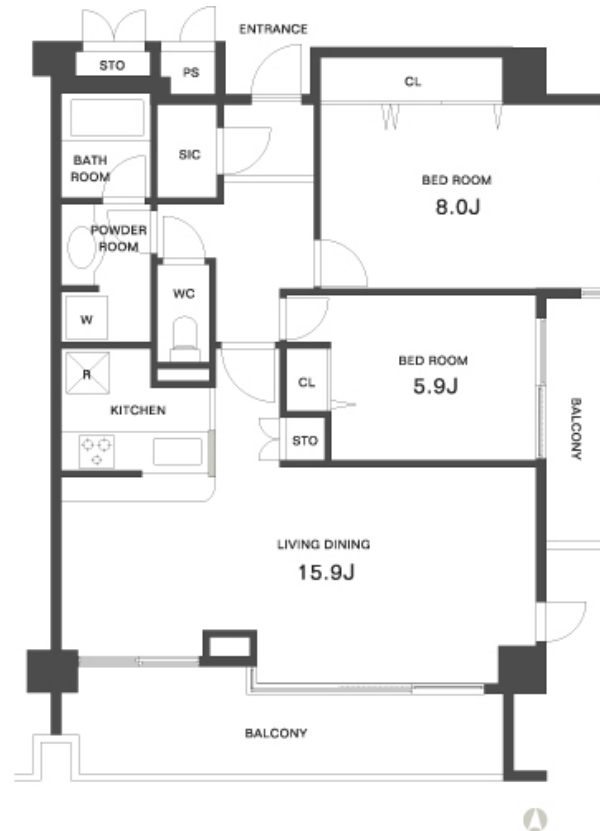 ENTRANCE
STO
PS
CL
SIC
BATH
ROOM
BED ROOM
8.0J
POWDER
ROOM
WC
W
BED ROOM
5.9J
R
CL
KITCHEN
BALCONY
STO
LIVING DINING
15.9J
BALCONY